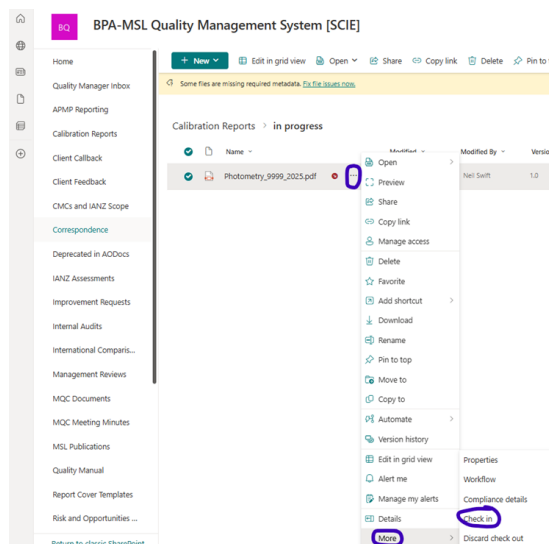 BQ BPA-MSL Quality Management System [SCIE]
Home
Quality Manager Inbox
APMP Reporting
Calibration Reports
Client Callback
Client Feedback
CMCs and IANZ Scope
Correspondence
Deprecated in AODocs
IANZ Assessments
Improvement Requests
Internal Audits
International Comparis...
Management Reviews
MQC Documents
MQC Meeting Minutes
MSL Publications
Quality Manual
Report Cover Templates
Risk and Opportunities ...
Return to classic SharePoint
+ New Edit in grid view Open Share Copy link Delete Pin to
Some files are missing required metadata. Fix file issues now.
Calibration Reports > in progress
Name Modified Modified By Versio
Photometry_9999_2025.pdf ... Neil Swift 1.0
Open
Preview
Share
Copy link
Manage access
Delete
Favorite
Add shortcut
Download
Rename
Pin to top
Move to
Copy to
Automate
Version history
Edit in grid view
Alert me
Manage my alerts
Details
More
Properties
Workflow
Compliance details
Check in
Discard check out